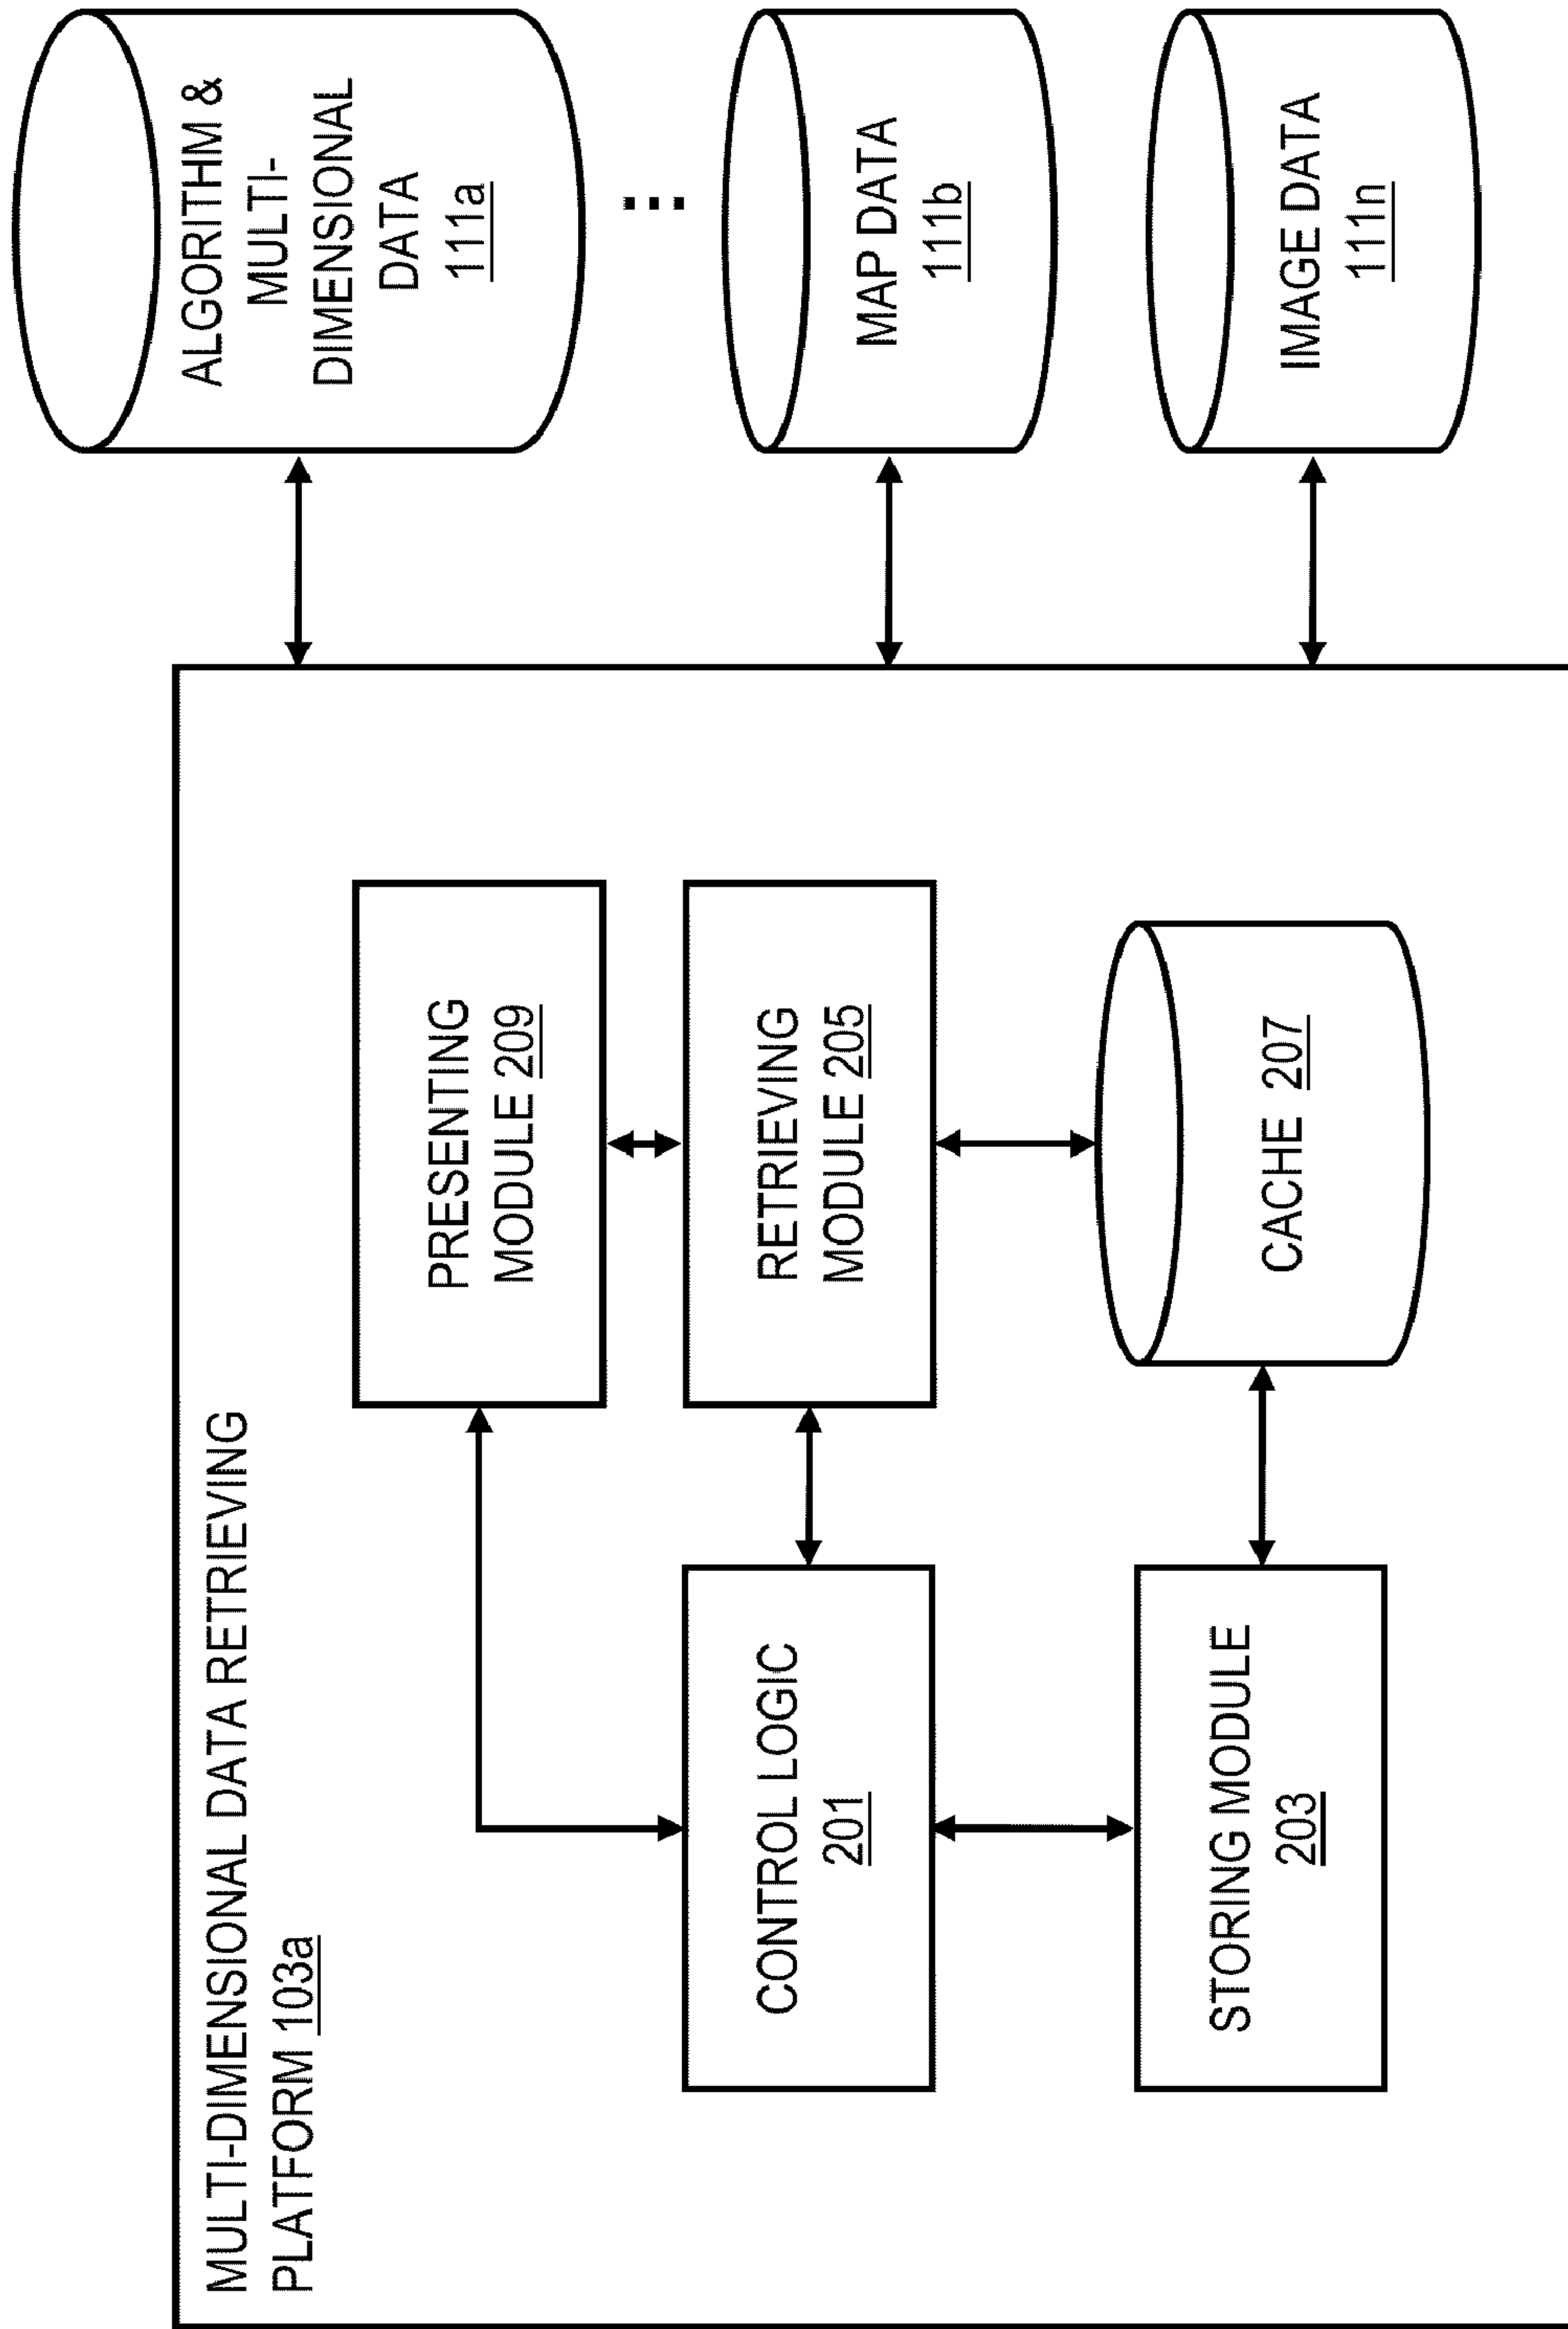 MULTI-DIMENSIONAL DATA RETRIEVING
PLATFORM 103a
PRESENTING
MODULE 209
CONTROL LOGIC
201
RETRIEVING
MODULE 205
STORING MODULE
203
CACHE 207
ALGORITHM &
MULTI-
DIMENSIONAL
DATA
111a
MAP DATA
111b
IMAGE DATA
111n